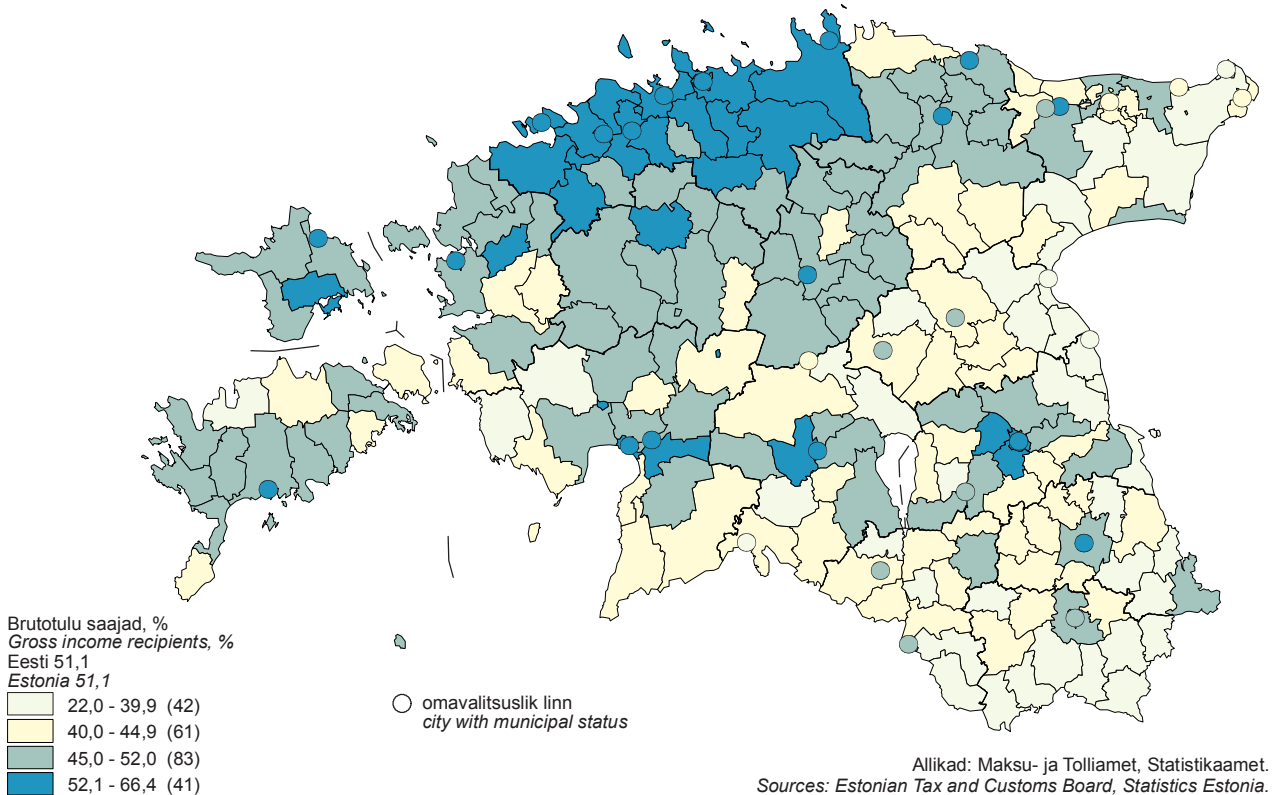 Brutotulu saajad, %
Gross income recipients, %
Eesti 51,1
Estonia 51,1
22,0 - 39,9 (42)
40,0 - 44,9 (61)
45,0 - 52,0 (83)
52,1 - 66,4 (41)
omavalitsuslik linn
city with municipal status
Allikad: Maksu- ja Tolliamet, Statistikaamet.
Sources: Estonian Tax and Customs Board, Statistics Estonia.